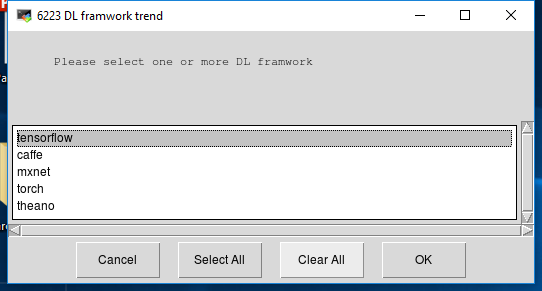 6223 DL framwork trend
Please select one or more DL framwork
tensorflow
caffe
mxnet
torch
theano
Cancel Select All Clear All OK